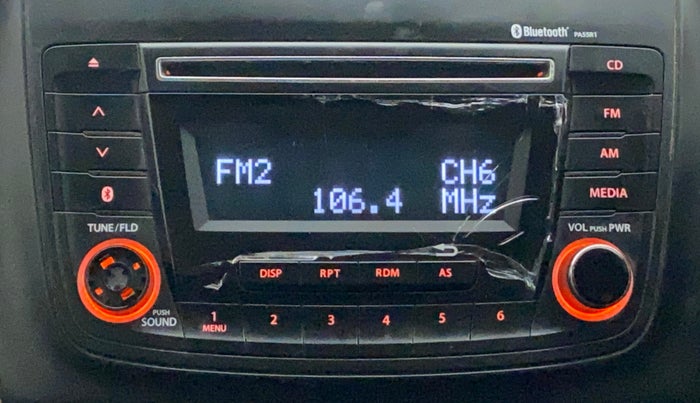 Bluetooth PA55R1
CD
FM
AM
MEDIA
FM2 CH6
106.4 MHz
TUNE/FLD
VOL PUSH PWR
DISP RPT RDM AS
PUSH
SOUND
1 2 3 4 5 6
MENU